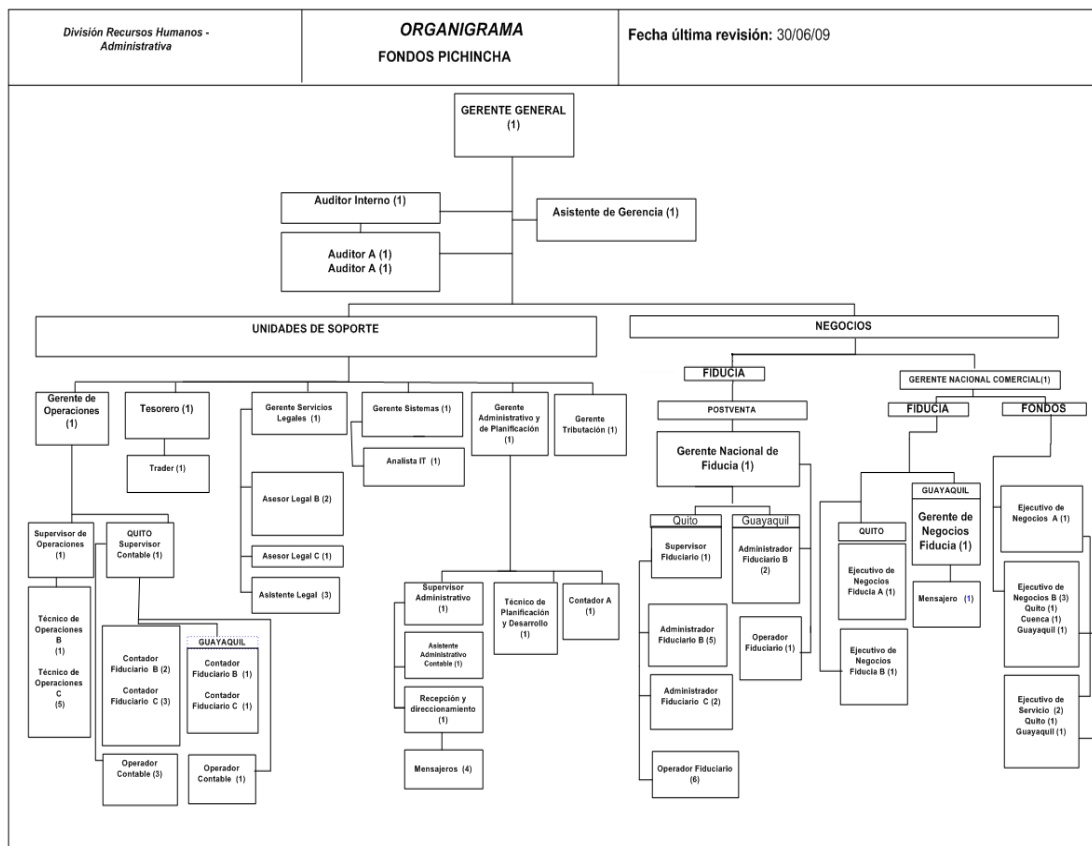 División Recursos Humanos -
Administrativa
ORGANIGRAMA
FONDOS PICHINCHA
Fecha última revisión: 30/06/09
GERENTE GENERAL
(1)
Auditor Interno (1)
Asistente de Gerencia (1)
Auditor A (1)
Auditor A (1)
UNIDADES DE SOPORTE
NEGOCIOS
Gerente de
Operaciones
(1)
Tesorero (1)
Trader (1)
Gerente Servicios
Legales (1)
Gerente Sistemas (1)
Analista IT (1)
Gerente
Administrativo y
de Planificación
(1)
Gerente
Tributación (1)
Asesor Legal B (2)
Asesor Legal C (1)
Asistente Legal (3)
Supervisor de
Operaciones
(1)
QUITO
Supervisor
Contable (1)
Técnico de
Operaciones
B
(1)
Técnico de
Operaciones
C
(5)
Contador
Fiduciario B (2)
Contador
Fiduciario C (3)
Operador
Contable (3)
GUAYAQUIL
Contador
Fiduciario B (1)
Contador
Fiduciario C (1)
Operador
Contable (1)
Supervisor
Administrativo
(1)
Asistente
Administrativo
Contable (1)
Recepción y
direccionamiento
(1)
Mensajeros (4)
Técnico de
Planificación
y Desarrollo
(1)
Contador A
(1)
FIDUCIA
POSTVENTA
Gerente Nacional de
Fiducia (1)
Quito
Supervisor
Fiduciario (1)
Administrador
Fiduciario B (5)
Administrador
Fiduciario C (2)
Operador Fiduciario
(6)
Guayaquil
Administrador
Fiduciario B
(2)
Operador
Fiduciario (1)
GERENTE NACIONAL COMERCIAL(1)
FIDUCIA
FONDOS
QUITO
Ejecutivo de
Negocios
Fiducia A (1)
Ejecutivo de
Negocios
Fiducia B (1)
GUAYAQUIL
Gerente de
Negocios
Fiducia (1)
Mensajero (1)
Ejecutivo de
Negocios A (1)
Ejecutivo de
Negocios B (3)
Quito (1)
Cuenca (1)
Guayaquil (1)
Ejecutivo de
Servicio (2)
Quito (1)
Guayaquil (1)